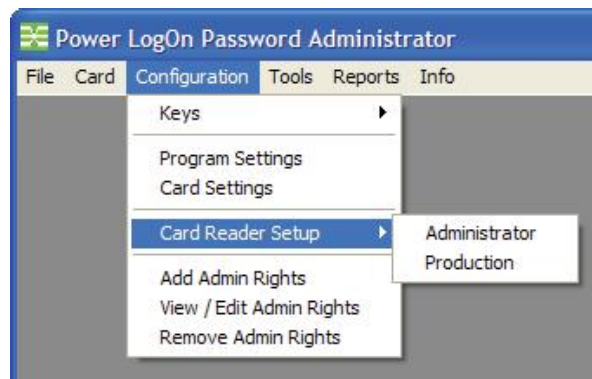 Power LogOn Password Administrator
File Card Configuration Tools Reports Info
Keys
Program Settings
Card Settings
Card Reader Setup
Administrator
Production
Add Admin Rights
View / Edit Admin Rights
Remove Admin Rights